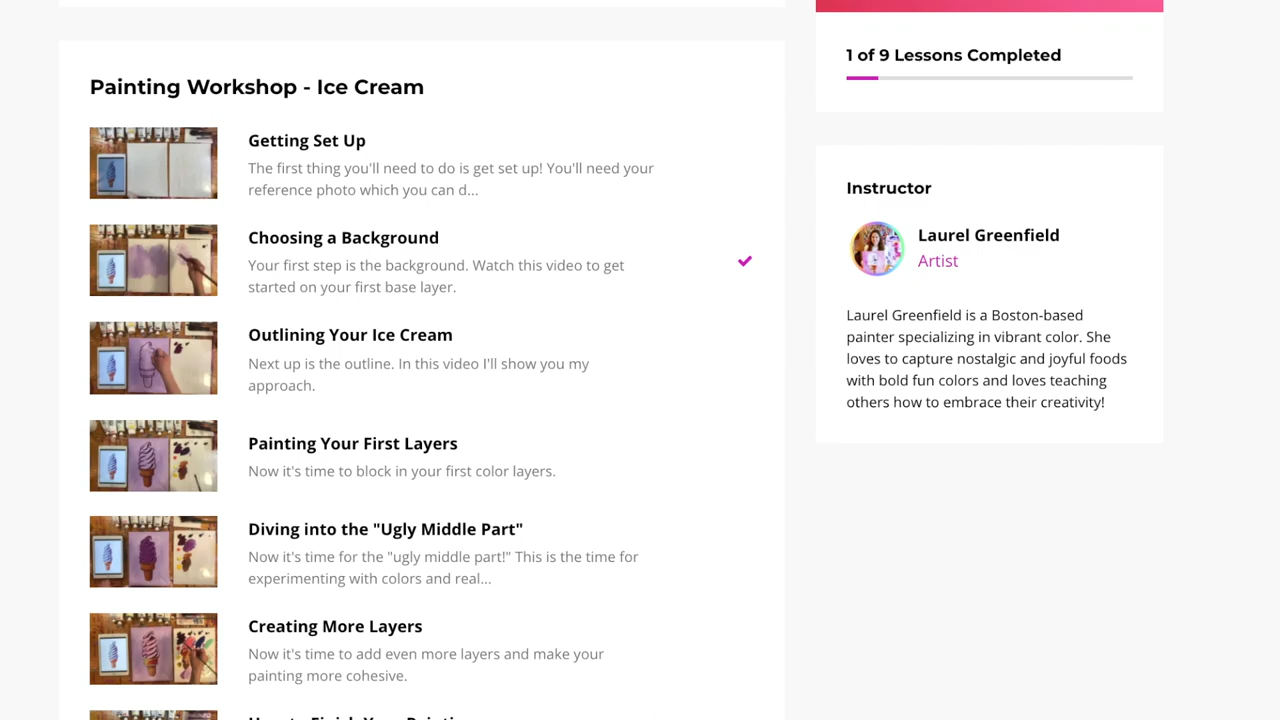 Painting Workshop - Ice Cream
Getting Set Up
The first thing you'll need to do is get set up! You'll need your
reference photo which you can d...
Choosing a Background
Your first step is the background. Watch this video to get
started on your first base layer.
Outlining Your Ice Cream
Next up is the outline. In this video I'll show you my
approach.
Painting Your First Layers
Now it's time to block in your first color layers.
Diving into the "Ugly Middle Part"
Now it's time for the "ugly middle part!" This is the time for
experimenting with colors and real...
Creating More Layers
Now it's time to add even more layers and make your
painting more cohesive.
1 of 9 Lessons Completed
Instructor
Laurel Greenfield
Artist
Laurel Greenfield is a Boston-based
painter specializing in vibrant color. She
loves to capture nostalgic and joyful foods
with bold fun colors and loves teaching
others how to embrace their creativity!